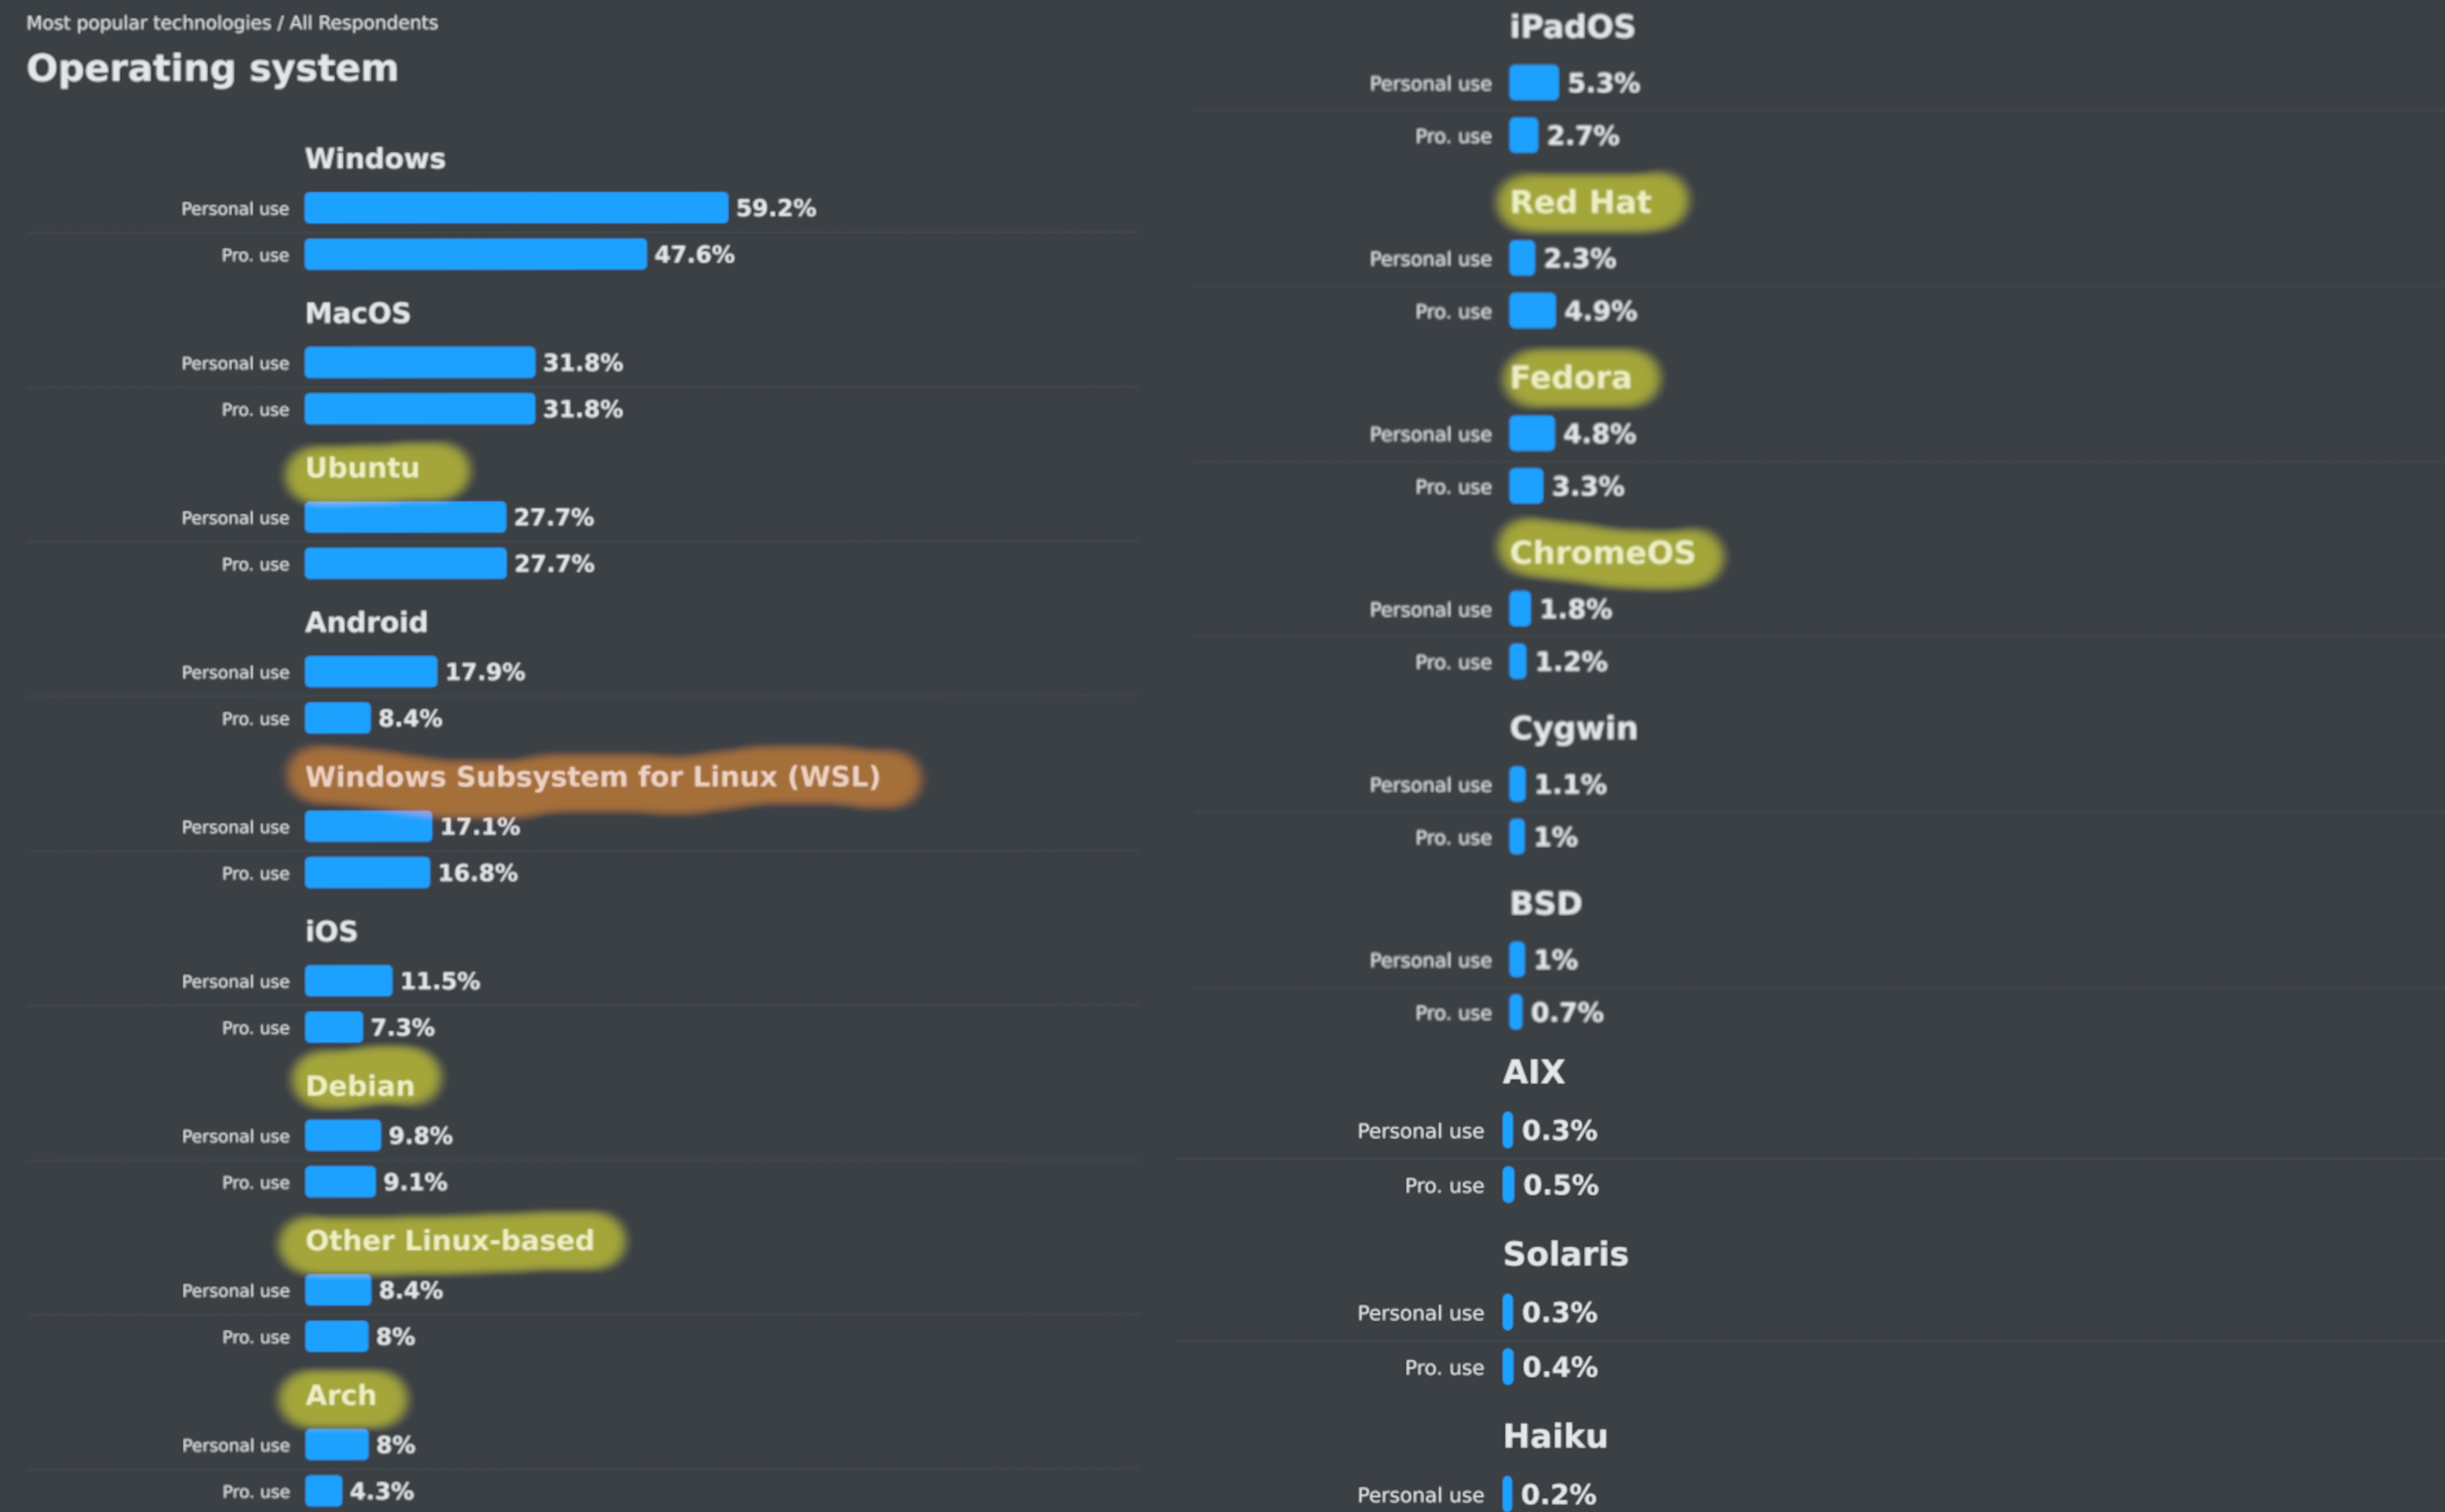 Most popular technologies / All Respondents
Operating system
Windows
Personal use 59.2%
Pro. use 47.6%
MacOS
Personal use 31.8%
Pro. use 31.8%
Ubuntu
Personal use 27.7%
Pro. use 27.7%
Android
Personal use 17.9%
Pro. use 8.4%
Windows Subsystem for Linux (WSL)
Personal use 17.1%
Pro. use 16.8%
iOS
Personal use 11.5%
Pro. use 7.3%
Debian
Personal use 9.8%
Pro. use 9.1%
Other Linux-based
Personal use 8.4%
Pro. use 8%
Arch
Personal use 8%
Pro. use 4.3%
iPadOS
Personal use 5.3%
Pro. use 2.7%
Red Hat
Personal use 2.3%
Pro. use 4.9%
Fedora
Personal use 4.8%
Pro. use 3.3%
ChromeOS
Personal use 1.8%
Pro. use 1.2%
Cygwin
Personal use 1.1%
Pro. use 1%
BSD
Personal use 1%
Pro. use 0.7%
AIX
Personal use 0.3%
Pro. use 0.5%
Solaris
Personal use 0.3%
Pro. use 0.4%
Haiku
Personal use 0.2%